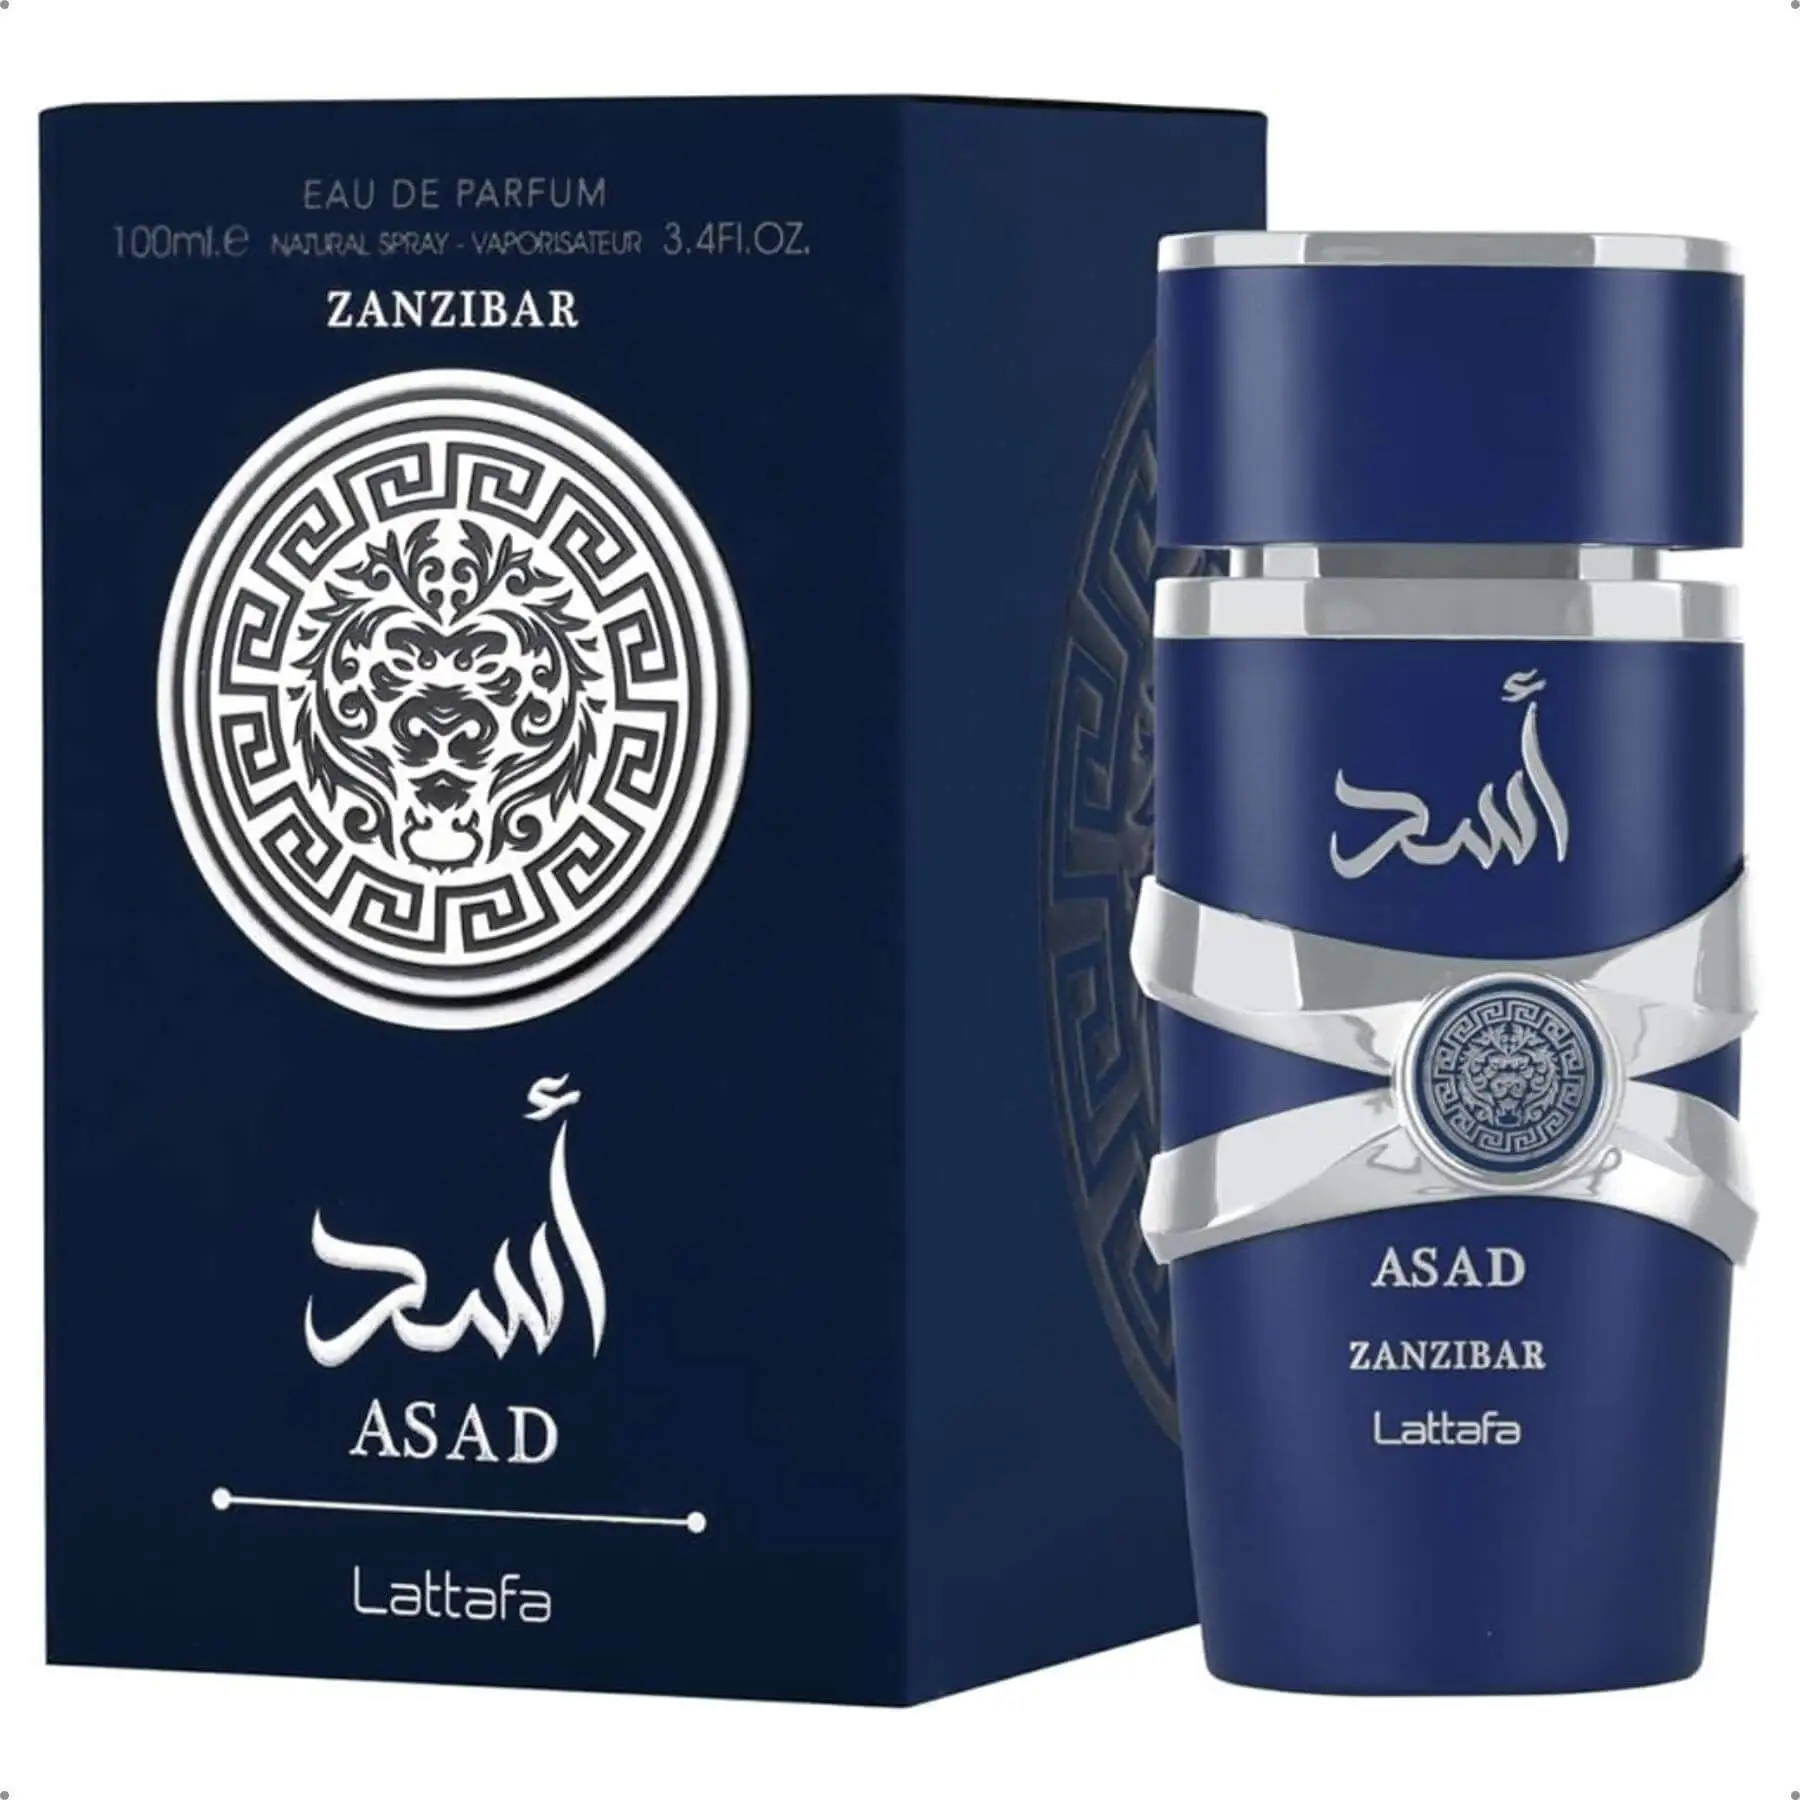 EAU DE PARFUM
100ml.e NATURAL SPRAY - VAPORISATEUR 3.4Fl.OZ.
ZANZIBAR
أسد
ASAD
Lattafa
أسد
ASAD
ZANZIBAR
Lattafa